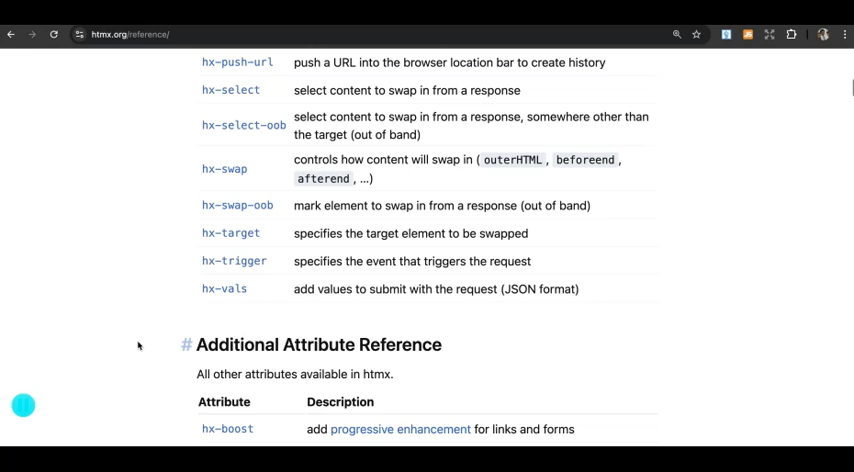 htmx.org/reference/
hx-push-url push a URL into the browser location bar to create history
hx-select select content to swap in from a response
hx-select-oob select content to swap in from a response, somewhere other than
the target (out of band)
hx-swap controls how content will swap in ( outerHTML , beforeend ,
afterend , …)
hx-swap-oob mark element to swap in from a response (out of band)
hx-target specifies the target element to be swapped
hx-trigger specifies the event that triggers the request
hx-vals add values to submit with the request (JSON format)
# Additional Attribute Reference
All other attributes available in htmx.
Attribute Description
hx-boost add progressive enhancement for links and forms